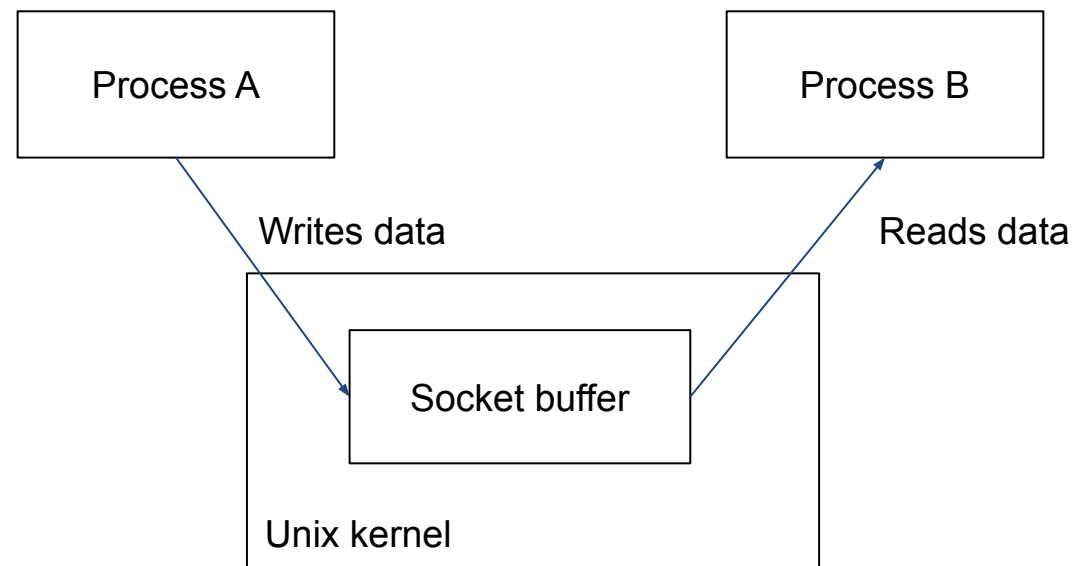 Process A
Process B
Writes data
Reads data
Socket buffer
Unix kernel